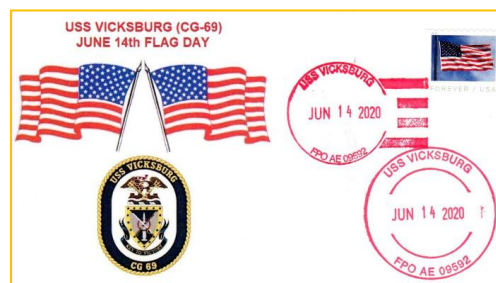 USS VICKSBURG (CG-69)
JUNE 14th FLAG DAY
USS VICKSBURG
CG 69
USS VICKSBURG
JUN 14 2020
FPO AE 09592
FOREVER / USA
USS VICKSBURG
JUN 14 2020
FPO AE 09592